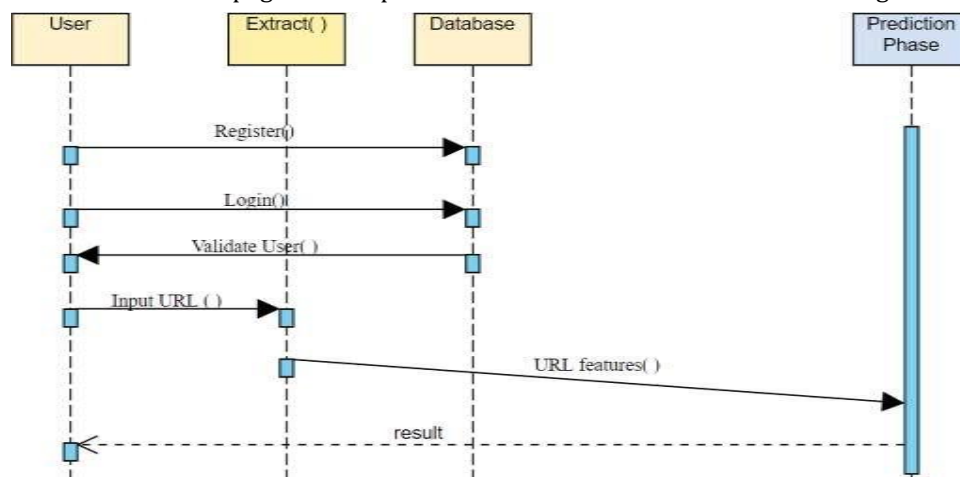 User
Extract( )
Database
Prediction
Phase
Register()
Login()
Validate User( )
Input URL ( )
URL features( )
result